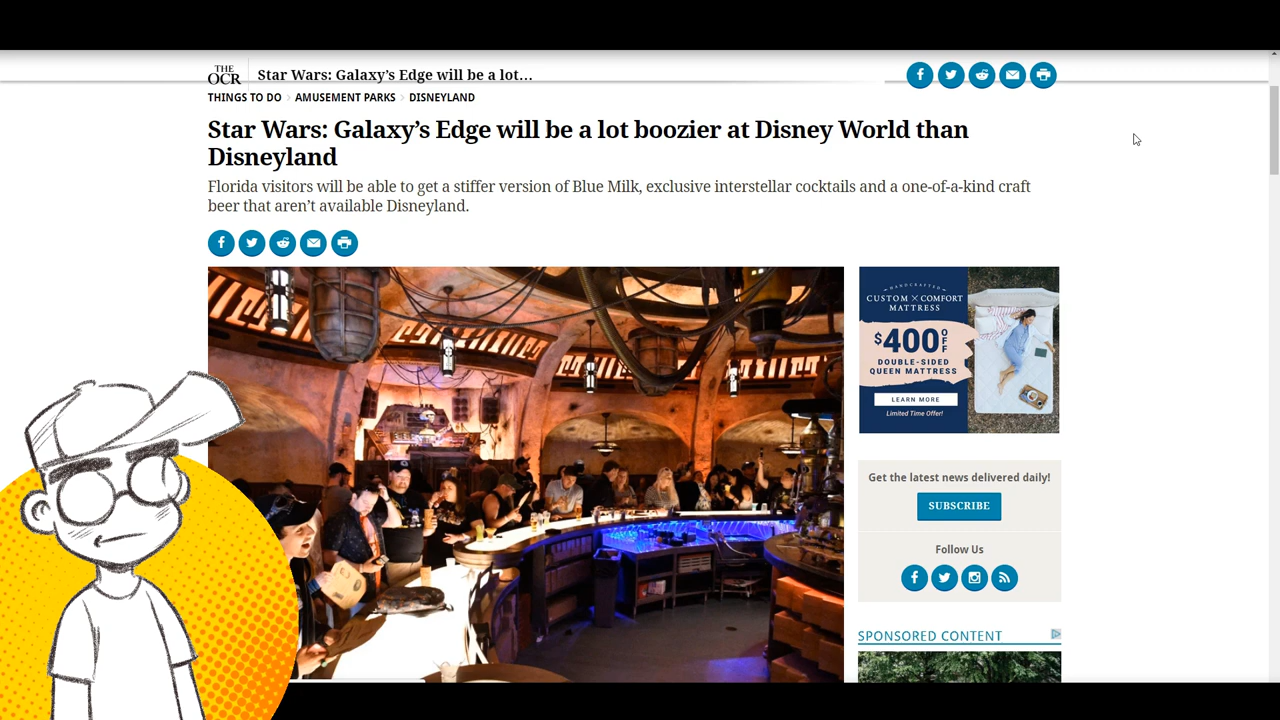 THE
OCR
Star Wars: Galaxy’s Edge will be a lot…
THINGS TO DO
AMUSEMENT PARKS
DISNEYLAND
Star Wars: Galaxy’s Edge will be a lot boozier at Disney World than
Disneyland
Florida visitors will be able to get a stiffer version of Blue Milk, exclusive interstellar cocktails and a one-of-a-kind craft
beer that aren’t available Disneyland.
HANDCRAFTED
CUSTOM COMFORT
MATTRESS
$400 OFF
DOUBLE-SIDED
QUEEN MATTRESS
LEARN MORE
Limited Time Offer!
Get the latest news delivered daily!
SUBSCRIBE
Follow Us
SPONSORED CONTENT